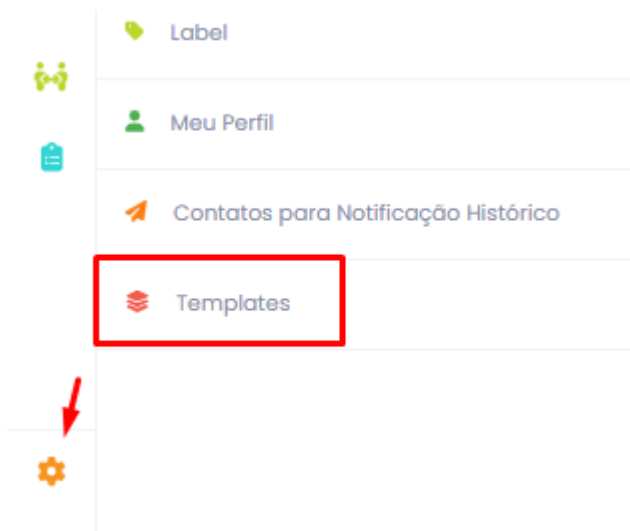 Label
Meu Perfil
Contatos para Notificação Histórico
Templates